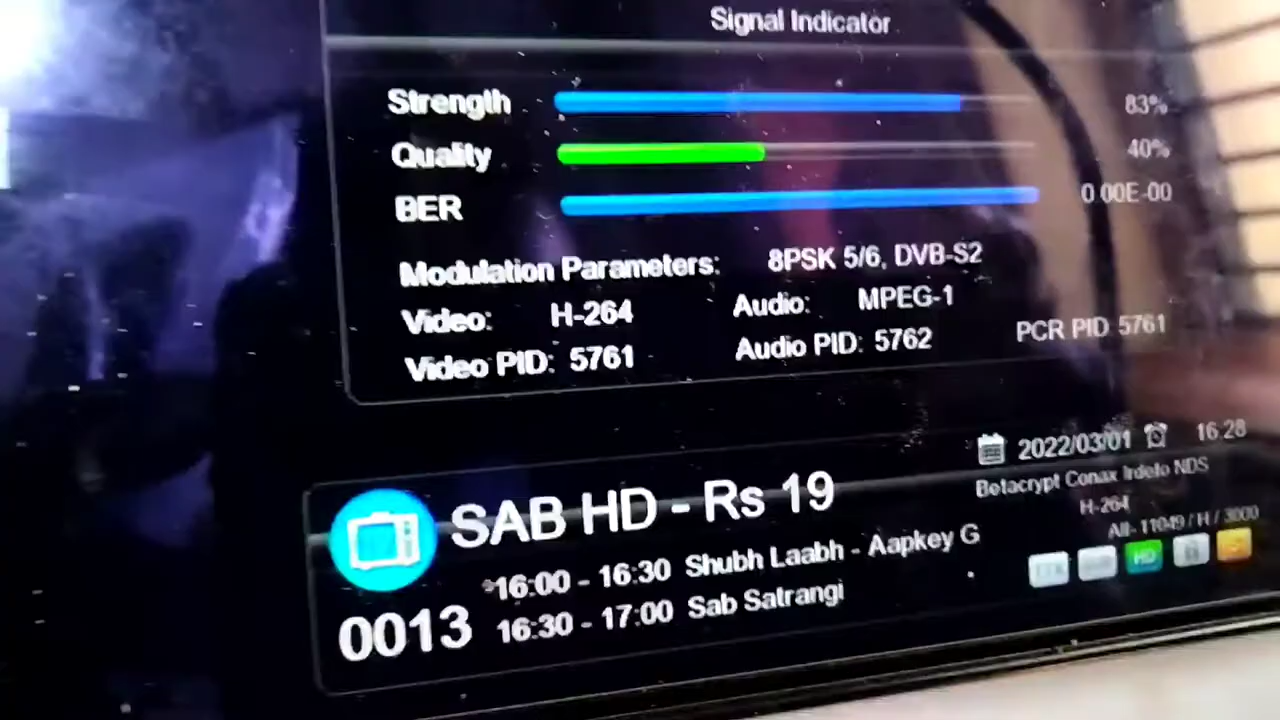 Signal Indicator
Strength 83%
Quality 40%
BER 0.00E-00
Modulation Parameters: 8PSK 5/6, DVB-S2
Video: H-264 Audio: MPEG-1
Video PID: 5761 Audio PID: 5762 PCR PID 5761
2022/03/01 16:28
SAB HD - Rs 19
Betacrypt Conax Irdeto NDS
H-264
All- 11049 / H / 3000
16:00 - 16:30 Shubh Laabh - Aapkey G
0013 16:30 - 17:00 Sab Satrangi
HD